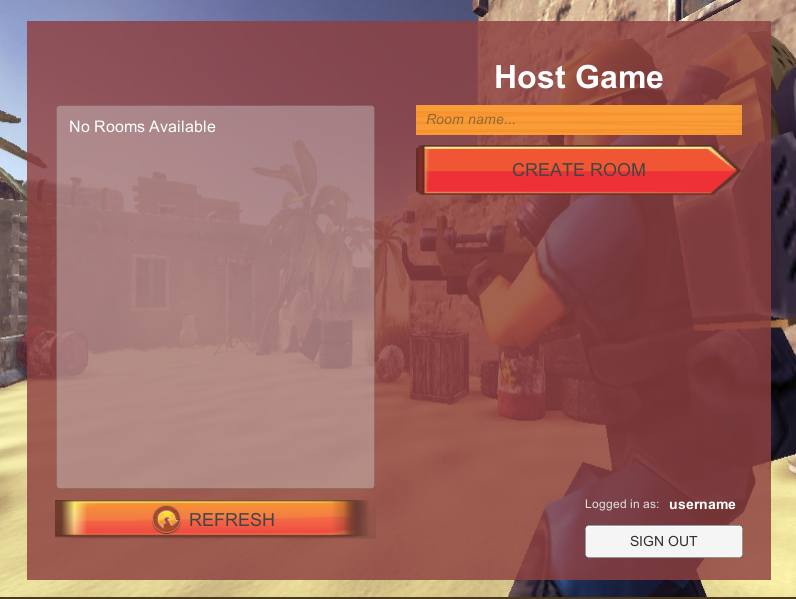 Host Game
No Rooms Available
Room name...
CREATE ROOM
REFRESH
Logged in as: username
SIGN OUT